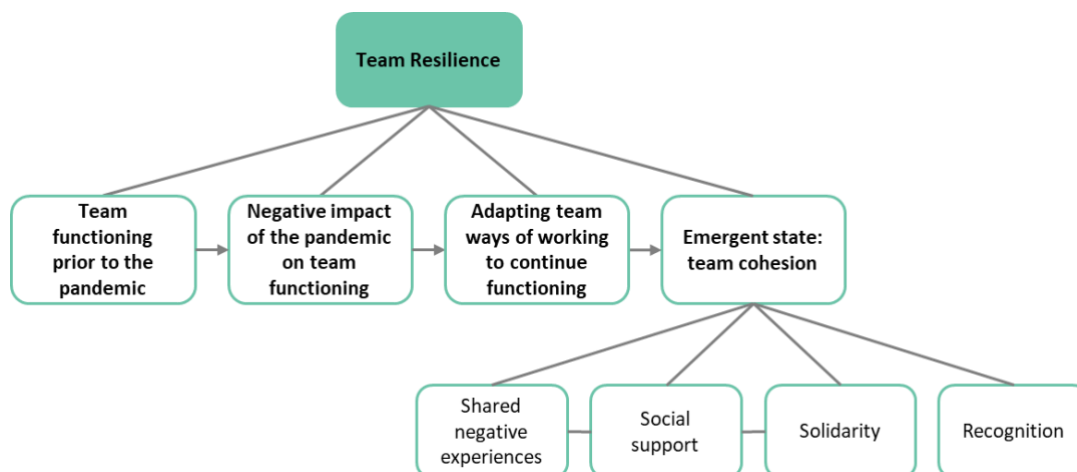 Team Resilience
Team
functioning
prior to the
pandemic
Negative impact
of the pandemic
on team
functioning
Adapting team
ways of working
to continue
functioning
Emergent state:
team cohesion
Shared
negative
experiences
Social
support
Solidarity
Recognition